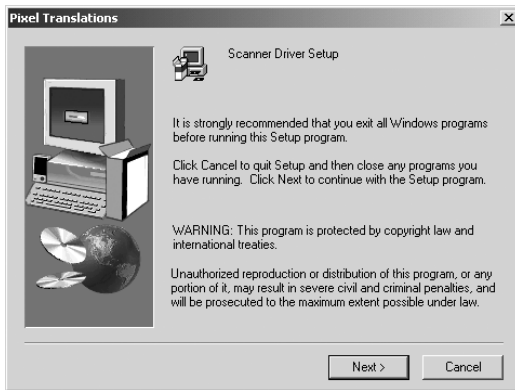 Pixel Translations
Scanner Driver Setup
It is strongly recommended that you exit all Windows programs
before running this Setup program.
Click Cancel to quit Setup and then close any programs you
have running. Click Next to continue with the Setup program.
WARNING: This program is protected by copyright law and
international treaties.
Unauthorized reproduction or distribution of this program, or any
portion of it, may result in severe civil and criminal penalties, and
will be prosecuted to the maximum extent possible under law.
Next >
Cancel